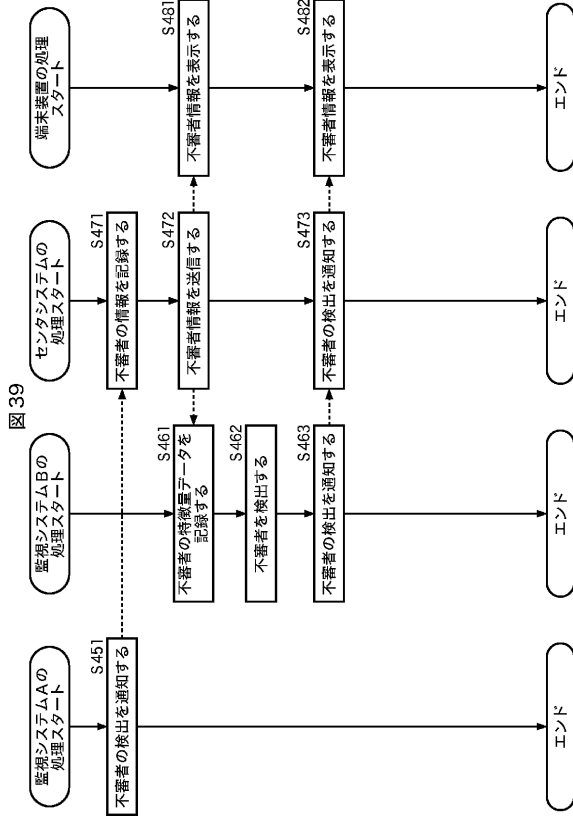 図39
監視システムAの
処理スタート
S451
不審者の検出を通知する
エンド
監視システムBの
処理スタート
S461
不審者の特徴量データを
記録する
S462
不審者を検出する
S463
不審者の検出を通知する
エンド
センタシステムの
処理スタート
S471
不審者の情報を記録する
S472
不審者情報を送信する
S473
不審者の検出を通知する
エンド
端末装置の処理
スタート
S481
不審者情報を表示する
S482
不審者情報を表示する
エンド